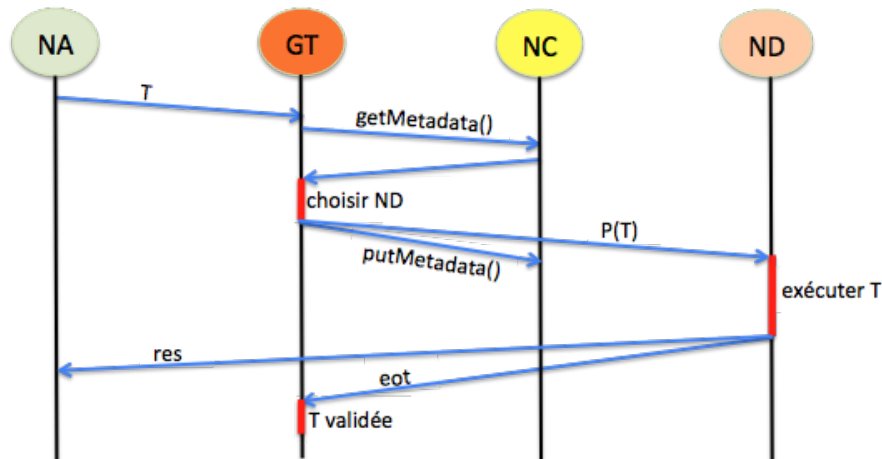 NA
GT
NC
ND
T
getMetadata()
choisir ND
P(T)
putMetadata()
exécuter T
res
eot
T validée